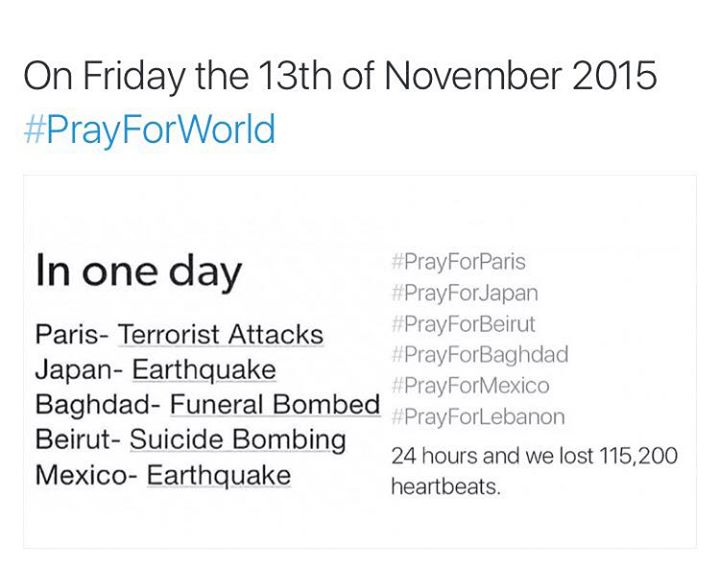 On Friday the 13th of November 2015
#PrayForWorld
In one day
Paris- Terrorist Attacks
Japan- Earthquake
Baghdad- Funeral Bombed
Beirut- Suicide Bombing
Mexico- Earthquake
#PrayForParis
#PrayForJapan
#PrayForBeirut
#PrayForBaghdad
#PrayForMexico
#PrayForLebanon
24 hours and we lost 115,200
heartbeats.